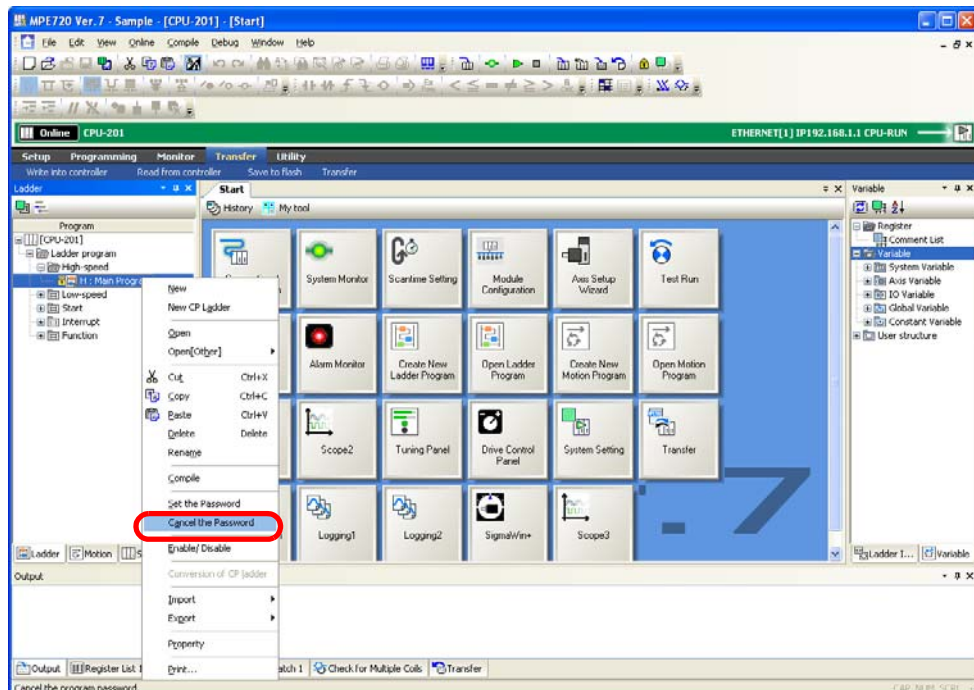 MPE720 Ver. 7 - Sample - [CPU-201] - [Start]
File Edit View Online Compile Debug Window Help
Online CPU-201 ETHERNET[1] IP192.168.1.1 CPU-RUN
Setup Programming Monitor Transfer Utility
Write into controller Read from controller Save to flash Transfer
Ladder
Program
[CPU-201]
Ladder program
High-speed
H : Main Progra
Low-speed
Start
Interrupt
Function
Ladder Motion
Start
History My tool
System Monitor Scantime Setting Module Configuration Axis Setup Wizard Test Run
Alarm Monitor Create New Ladder Program Open Ladder Program Create New Motion Program Open Motion Program
Scope2 Tuning Panel Drive Control Panel System Setting Transfer
Logging1 Logging2 SigmaWin+ Scope3
.7
New
New CP Ladder
Open
Open[Other]
Cut Ctrl+X
Copy Ctrl+C
Paste Ctrl+V
Delete Delete
Rename
Compile
Set the Password
Cancel the Password
Enable/ Disable
Conversion of CP ladder
Import
Export
Property
Print...
Variable
Register
Comment List
Variable
System Variable
Axis Variable
IO Variable
Global Variable
Constant Variable
User structure
Ladder I... Variable
Output
Output Register List 1 atch 1 Check for Multiple Coils Transfer
Cancel the program password CAP NUM SCRL